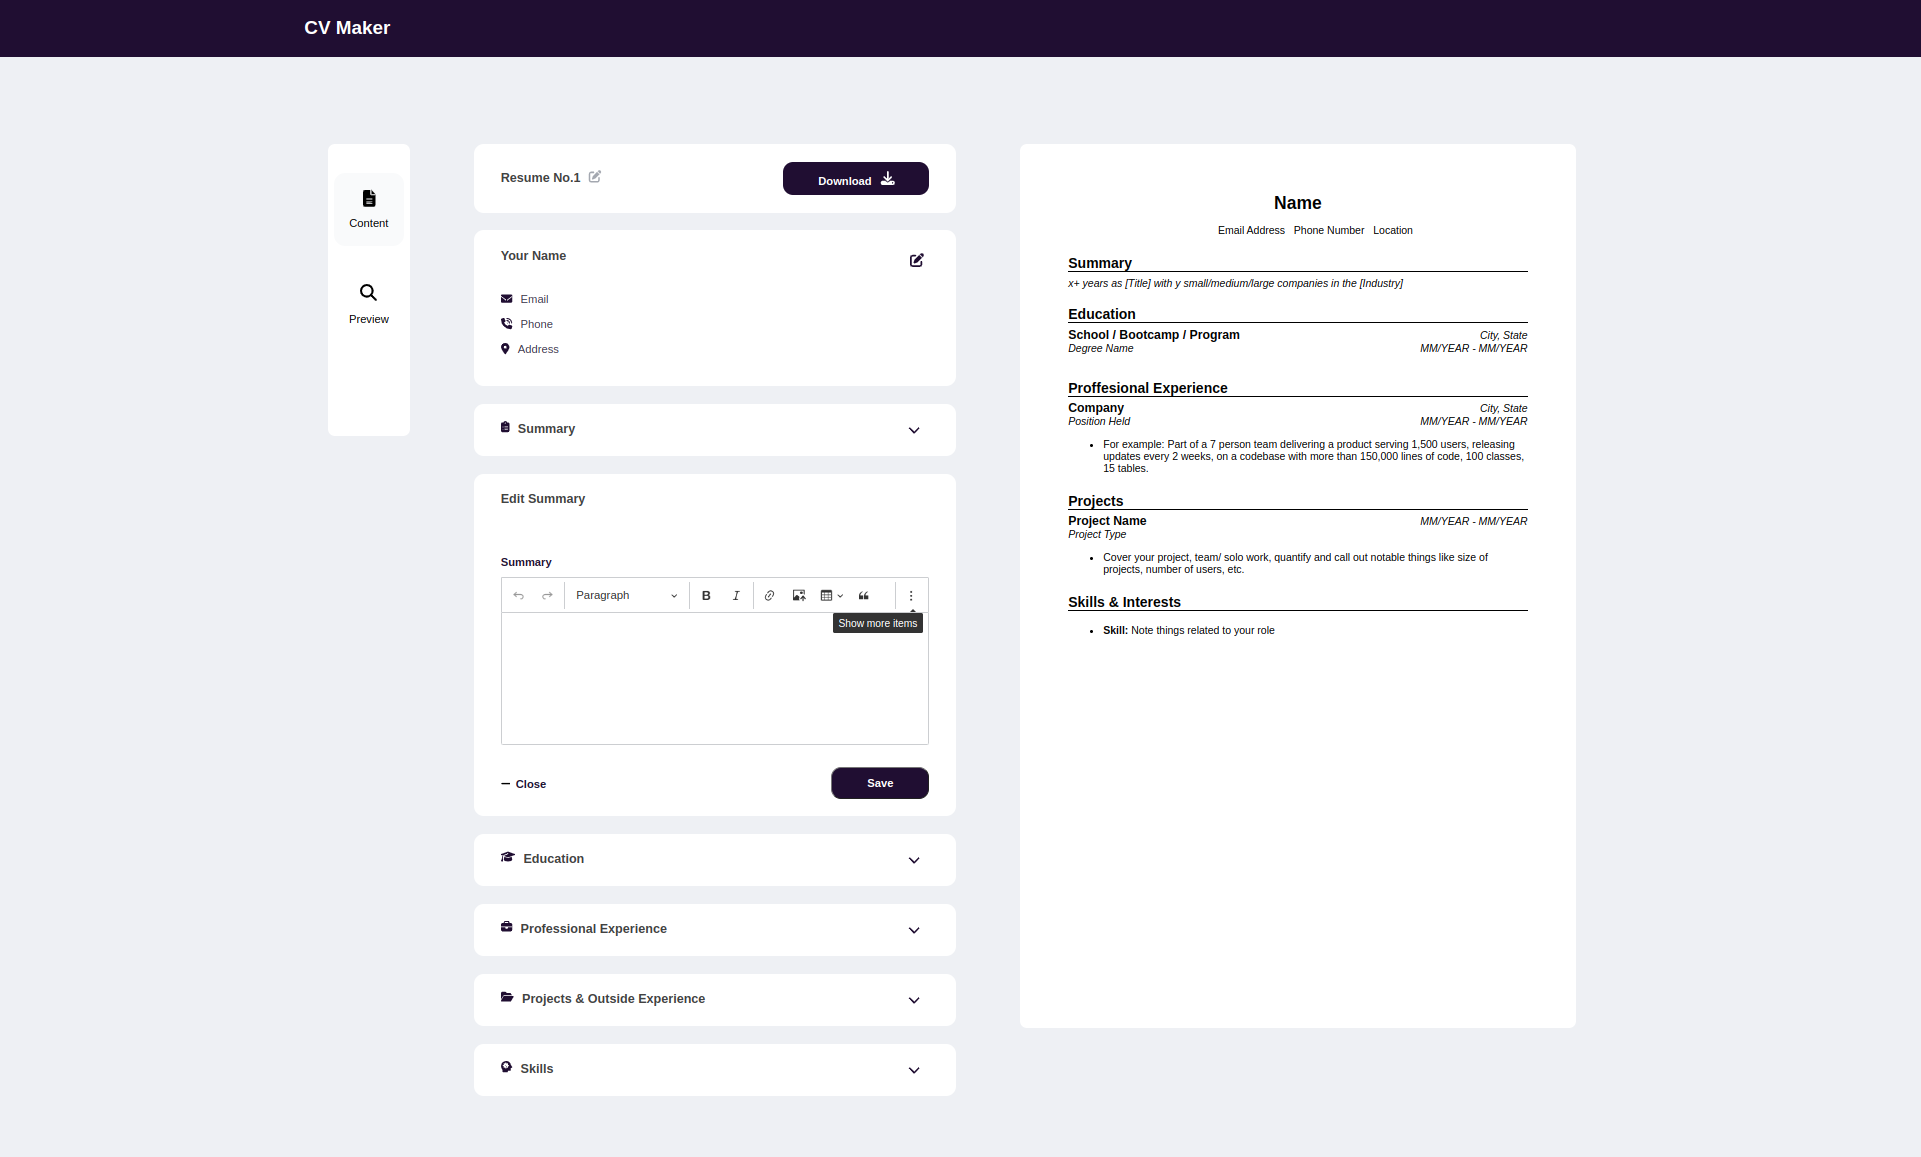 CV Maker
Content
Preview
Resume No.1
Download
Your Name
Email
Phone
Address
Summary
Edit Summary
Summary
Paragraph
B I
Show more items
Close
Save
Education
Professional Experience
Projects & Outside Experience
Skills
Name
Email Address Phone Number Location
Summary
x+ years as [Title] with y small/medium/large companies in the [Industry]
Education
School / Bootcamp / Program City, State
Degree Name MM/YEAR - MM/YEAR
Proffesional Experience
Company City, State
Position Held MM/YEAR - MM/YEAR
• For example: Part of a 7 person team delivering a product serving 1,500 users, releasing
updates every 2 weeks, on a codebase with more than 150,000 lines of code, 100 classes,
15 tables.
Projects
Project Name MM/YEAR - MM/YEAR
Project Type
• Cover your project, team/ solo work, quantify and call out notable things like size of
projects, number of users, etc.
Skills & Interests
• Skill: Note things related to your role